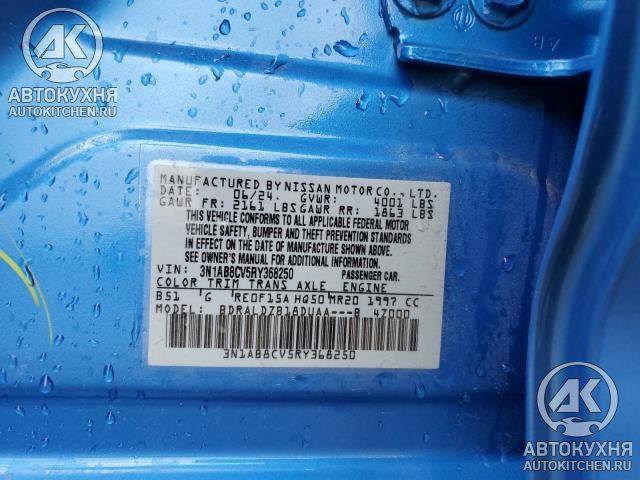 AK
АВТОКУХНЯ
AUTOKITCHEN.RU
AB
MANUFACTURED BY NISSAN MOTOR CO., LTD.
DATE: 06/24 GVWR: 4001 LBS
GAWR FR: 2161 LBS GAWR RR: 1863 LBS
THIS VEHICLE CONFORMS TO ALL APPLICABLE FEDERAL MOTOR
VEHICLE SAFETY, BUMPER AND THEFT PREVENTION STANDARDS
IN EFFECT ON THE DATE OF MANUFACTURE SHOWN ABOVE.
SEE OWNER'S MANUAL FOR ADDITIONAL INFORMATION.
VIN: 3N1AB8CV5RY368250 PASSENGER CAR.
COLOR TRIM TRANS AXLE ENGINE
B51 G RE0F15A HQ50 MR20 1997 CC
MODEL: BDRALDZB18DUAA---B 4Z000
3N1AB8CV5RY368250
AK
АВТОКУХНЯ
AUTOKITCHEN.RU